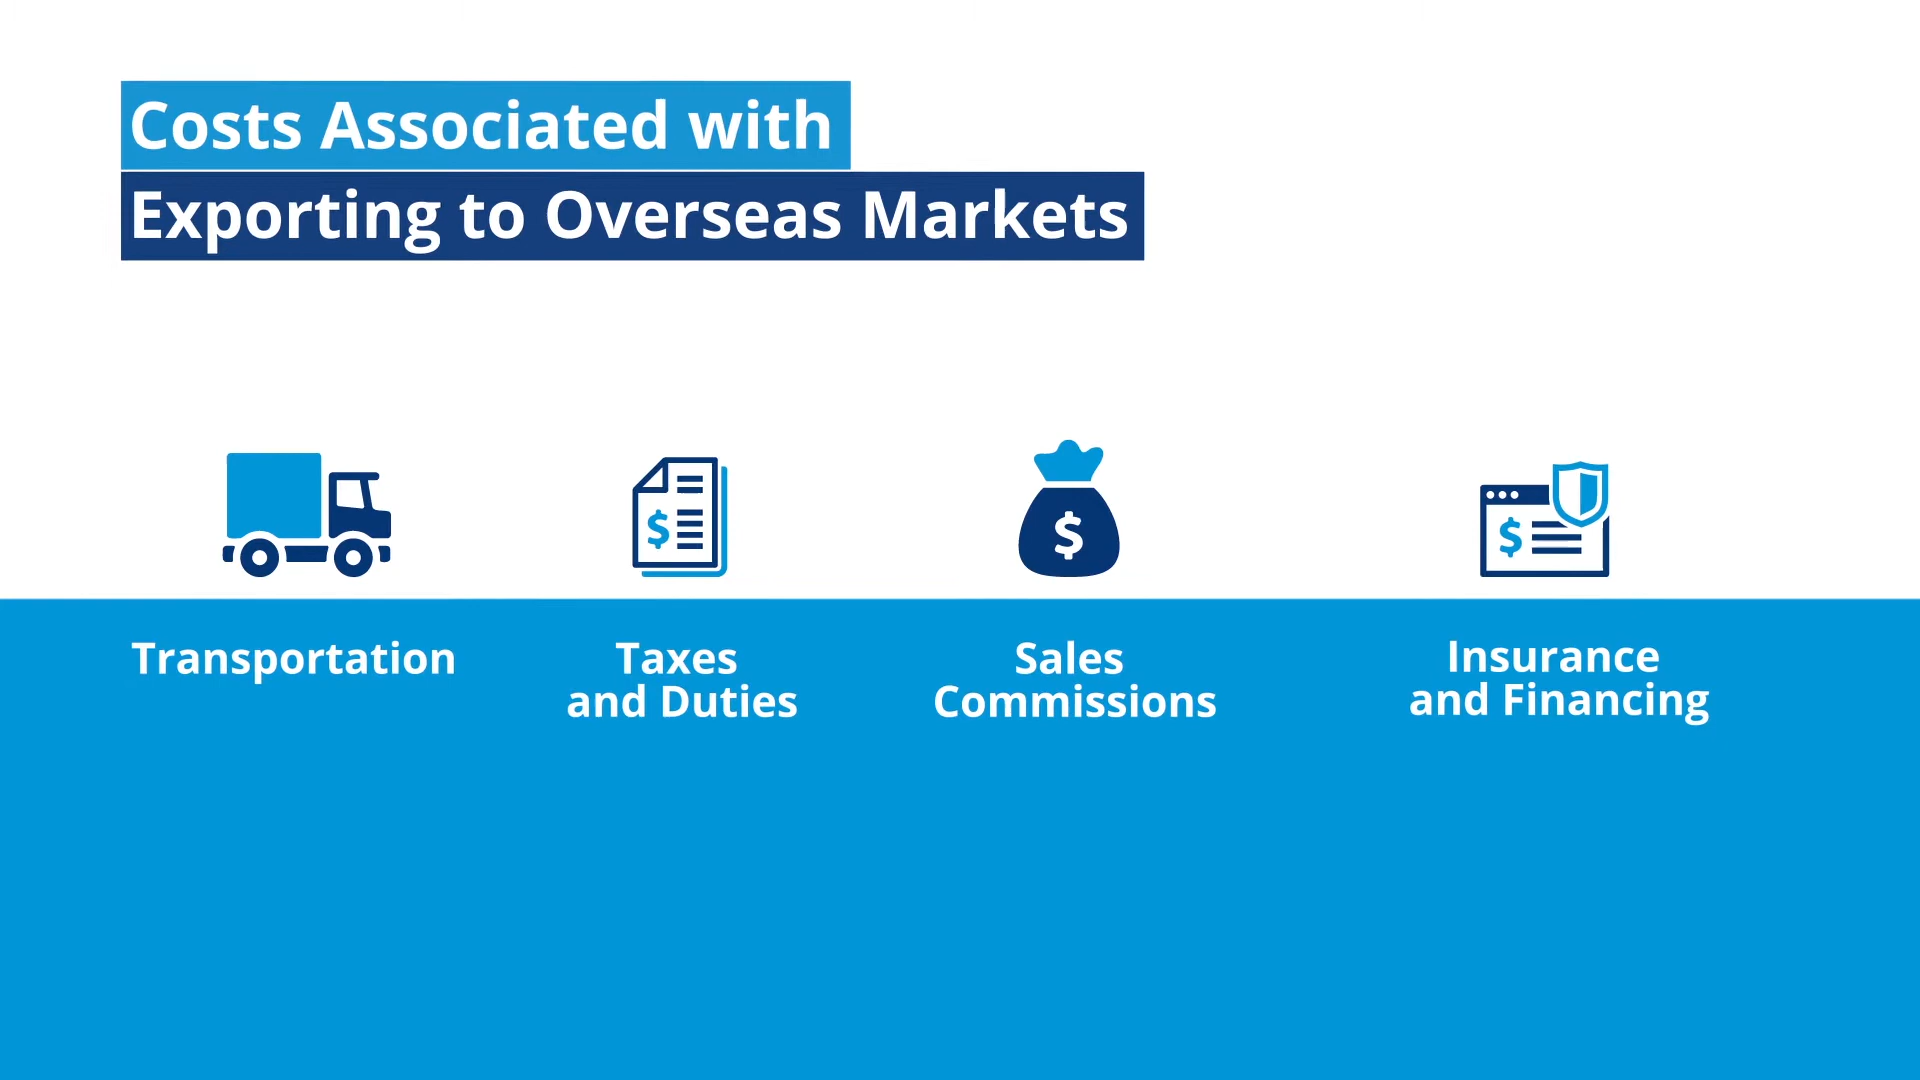 Costs Associated with
Exporting to Overseas Markets
$
$
$
Transportation
Taxes
and Duties
Sales
Commissions
Insurance
and Financing